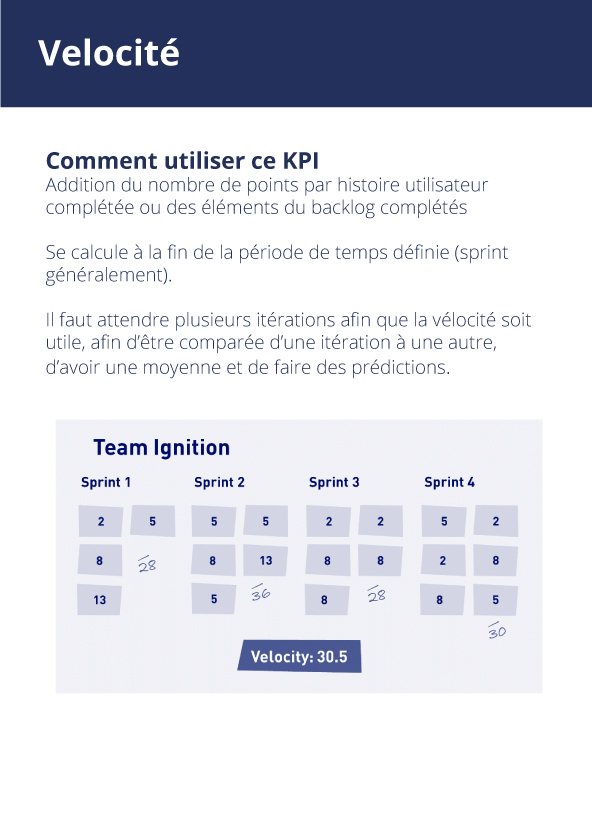 Velocité
Comment utiliser ce KPI
Addition du nombre de points par histoire utilisateur
complétée ou des éléments du backlog complétés
Se calcule à la fin de la période de temps définie (sprint
généralement).
Il faut attendre plusieurs itérations afin que la vélocité soit
utile, afin d’être comparée d’une itération à une autre,
d’avoir une moyenne et de faire des prédictions.
Team Ignition
Sprint 1 Sprint 2 Sprint 3 Sprint 4
2 5 5 5 2 2 5 2
8 28 8 13 8 8 2 8
13 5 36 8 28 8 5
30
Velocity: 30.5